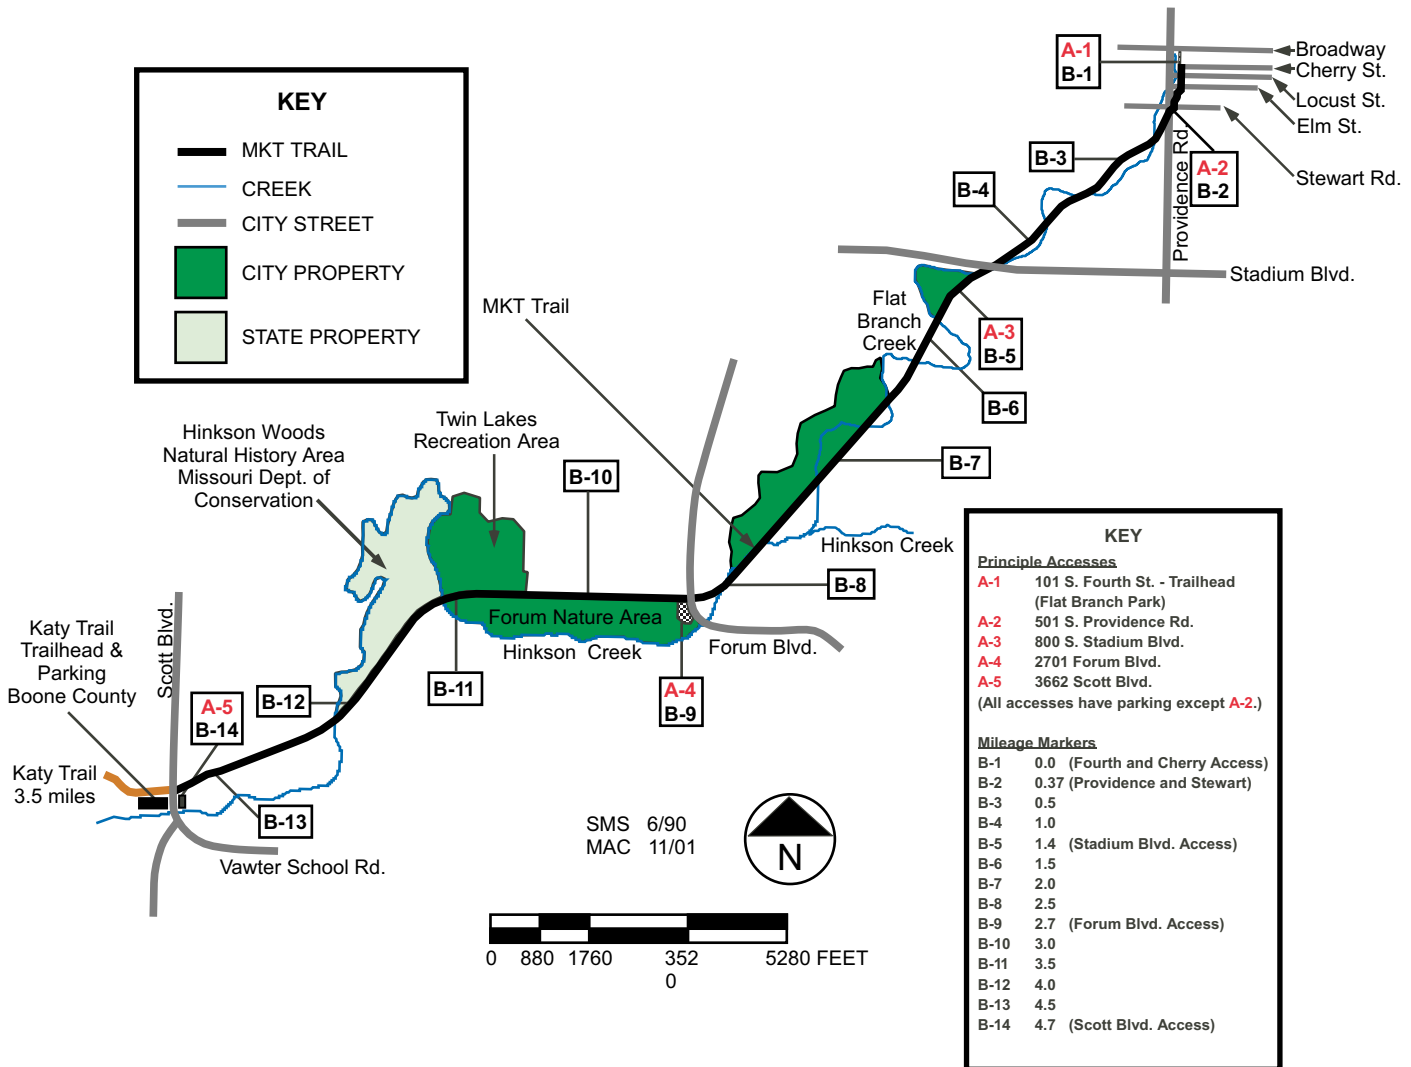 KEY
MKT TRAIL
CREEK
CITY STREET
CITY PROPERTY
STATE PROPERTY
A-1
B-1
Broadway
Cherry St.
Locust St.
Elm St.
Stewart Rd.
Providence Rd.
A-2
B-2
B-3
B-4
Stadium Blvd.
MKT Trail
Flat
Branch
Creek
A-3
B-5
B-6
B-7
Hinkson Creek
B-8
Twin Lakes
Recreation Area
Hinkson Woods
Natural History Area
Missouri Dept. of
Conservation
B-10
Forum Nature Area
Hinkson Creek
Forum Blvd.
A-4
B-9
B-11
B-12
Scott Blvd.
Katy Trail
Trailhead &
Parking
Boone County
A-5
B-14
Katy Trail
3.5 miles
B-13
Vawter School Rd.
SMS 6/90
MAC 11/01
N
0 880 1760 352 5280 FEET
0
KEY
Principle Accesses
A-1 101 S. Fourth St. - Trailhead
(Flat Branch Park)
A-2 501 S. Providence Rd.
A-3 800 S. Stadium Blvd.
A-4 2701 Forum Blvd.
A-5 3662 Scott Blvd.
(All accesses have parking except A-2.)
Mileage Markers
B-1 0.0 (Fourth and Cherry Access)
B-2 0.37 (Providence and Stewart)
B-3 0.5
B-4 1.0
B-5 1.4 (Stadium Blvd. Access)
B-6 1.5
B-7 2.0
B-8 2.5
B-9 2.7 (Forum Blvd. Access)
B-10 3.0
B-11 3.5
B-12 4.0
B-13 4.5
B-14 4.7 (Scott Blvd. Access)